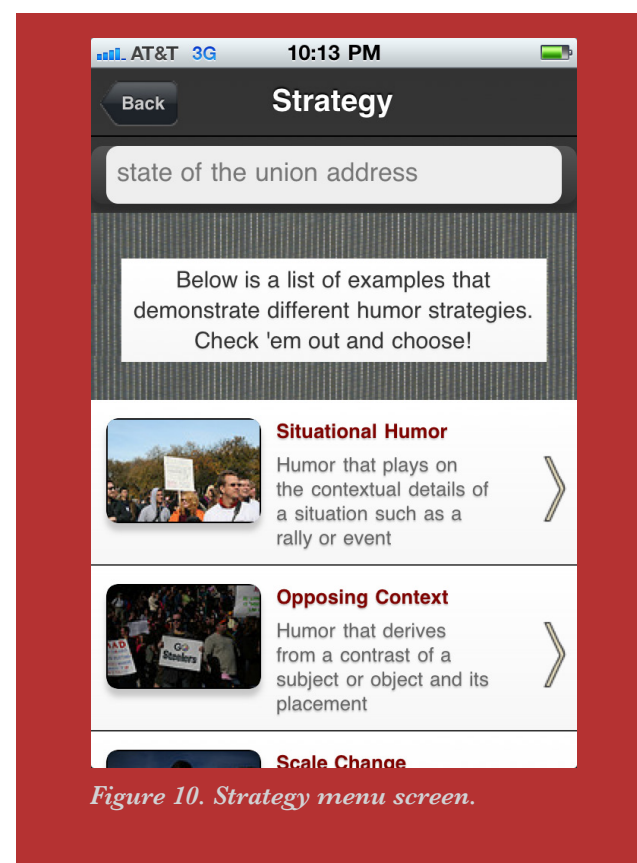 AT&T 3G 10:13 PM
Back Strategy
state of the union address
Below is a list of examples that
demonstrate different humor strategies.
Check 'em out and choose!
Situational Humor
Humor that plays on
the contextual details of
a situation such as a
rally or event
Opposing Context
Humor that derives
from a contrast of a
subject or object and its
placement
GO
Steelers
Scale Change
Figure 10. Strategy menu screen.